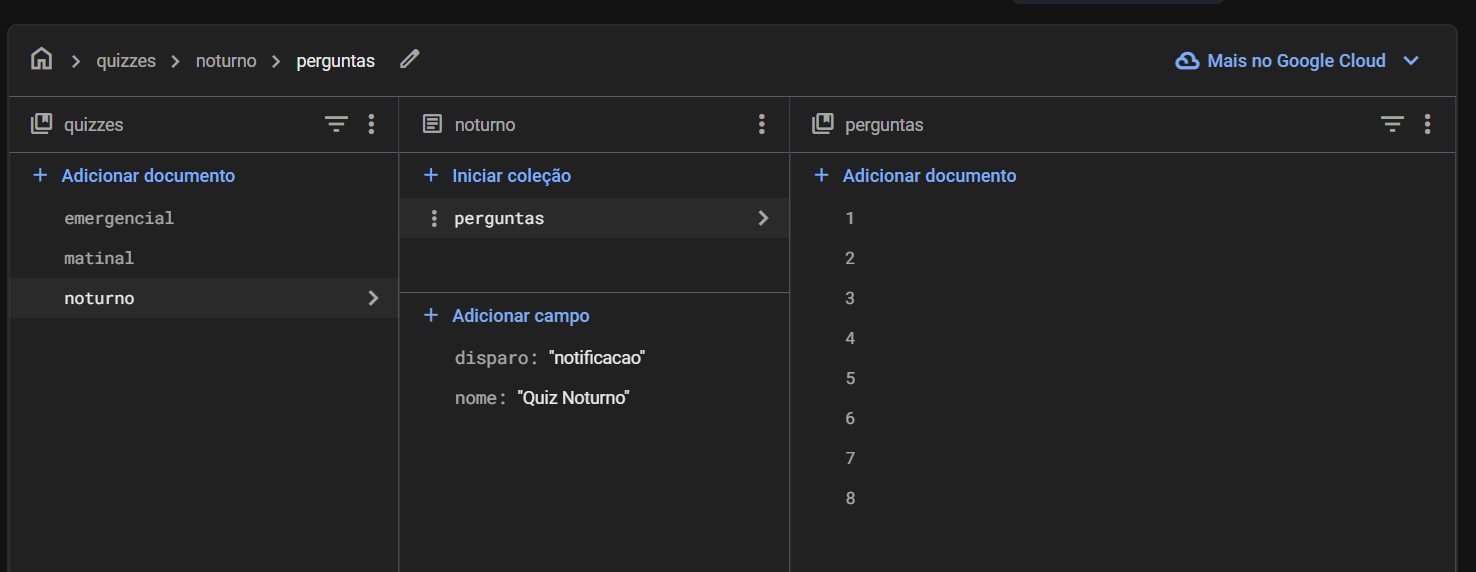 quizzes > noturno > perguntas
Mais no Google Cloud
quizzes
Adicionar documento
emergencial
matinal
noturno
noturno
Iniciar coleção
perguntas
Adicionar campo
disparo: "notificacao"
nome: "Quiz Noturno"
perguntas
Adicionar documento
1
2
3
4
5
6
7
8